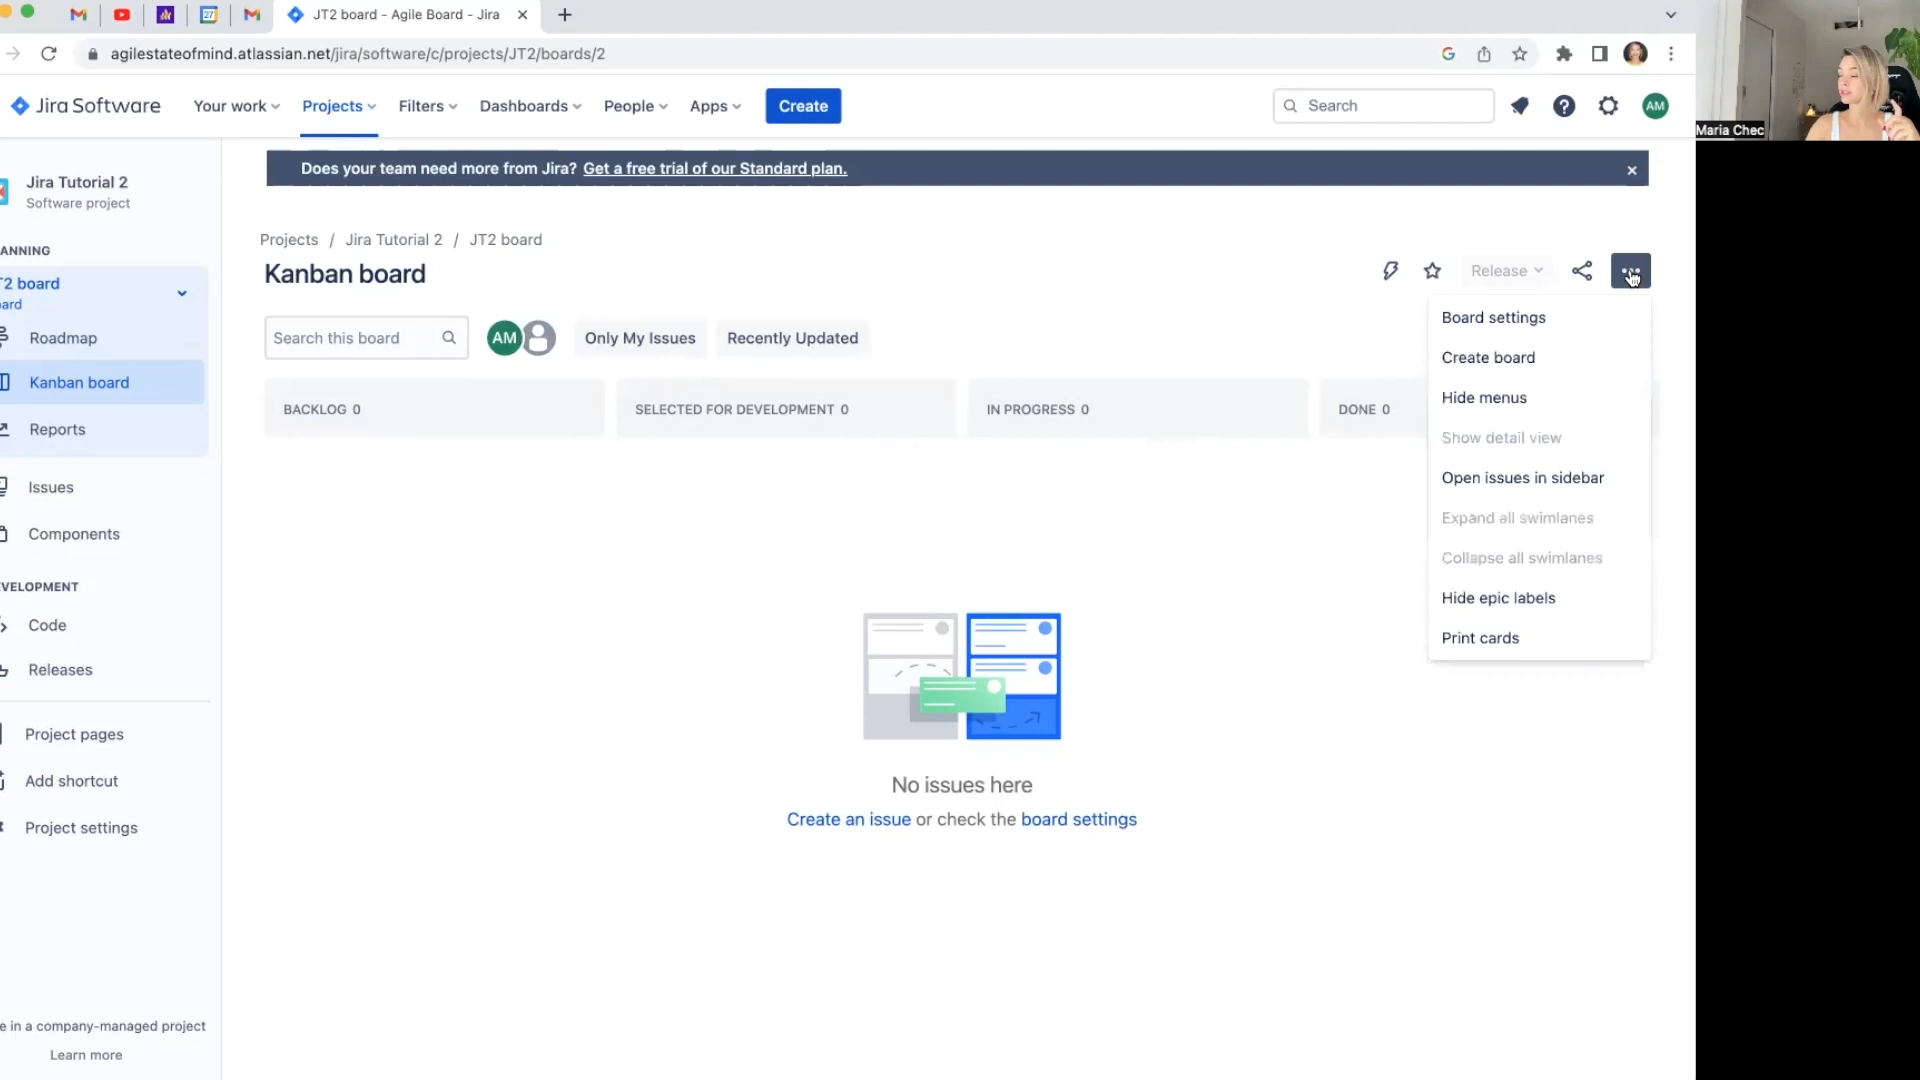 27
JT2 board - Agile Board - Jira
agilestateofmind.atlassian.net/jira/software/c/projects/JT2/boards/2
Jira Software
Your work
Projects
Filters
Dashboards
People
Apps
Create
Search
AM
Maria Chec
Does your team need more from Jira? Get a free trial of our Standard plan.
Jira Tutorial 2
Software project
Projects / Jira Tutorial 2 / JT2 board
Kanban board
Release
ANNING
T2 board
ard
Roadmap
Kanban board
Reports
Issues
Components
VELOPMENT
Code
Releases
Project pages
Add shortcut
Project settings
e in a company-managed project
Learn more
Search this board
AM
Only My Issues
Recently Updated
BACKLOG 0
SELECTED FOR DEVELOPMENT 0
IN PROGRESS 0
DONE 0
Board settings
Create board
Hide menus
Show detail view
Open issues in sidebar
Expand all swimlanes
Collapse all swimlanes
Hide epic labels
Print cards
No issues here
Create an issue or check the board settings